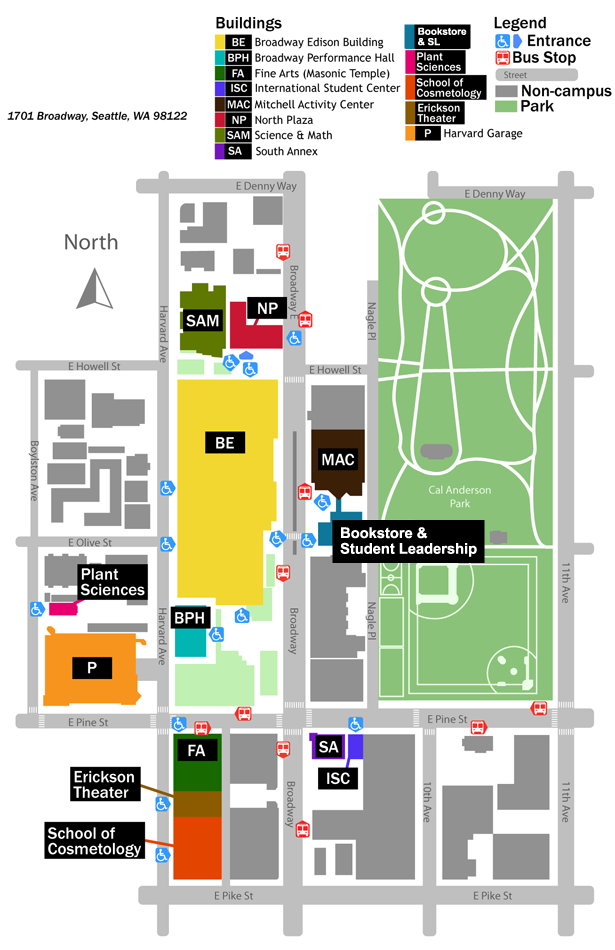 Buildings
BE Broadway Edison Building
BPH Broadway Performance Hall
FA Fine Arts (Masonic Temple)
ISC International Student Center
MAC Mitchell Activity Center
NP North Plaza
SAM Science & Math
SA South Annex
Bookstore
& SL
Plant
Sciences
School of
Cosmetology
Erickson
Theater
P Harvard Garage
Legend
Entrance
Bus Stop
Street
Non-campus
Park
1701 Broadway, Seattle, WA 98122
North
E Denny Way
E Denny Way
Broadway E
Harvard Ave
Nagle Pl
SAM
NP
E Howell St
E Howell St
Boylston Ave
BE
MAC
Cal Anderson
Park
Bookstore &
Student Leadership
E Olive St
Plant
Sciences
11th Ave
Harvard Ave
BPH
Broadway
Nagle Pl
P
E Pine St
E Pine St
FA
SA
ISC
Erickson
Theater
School of
Cosmetology
Broadway
10th Ave
11th Ave
E Pike St
E Pike St